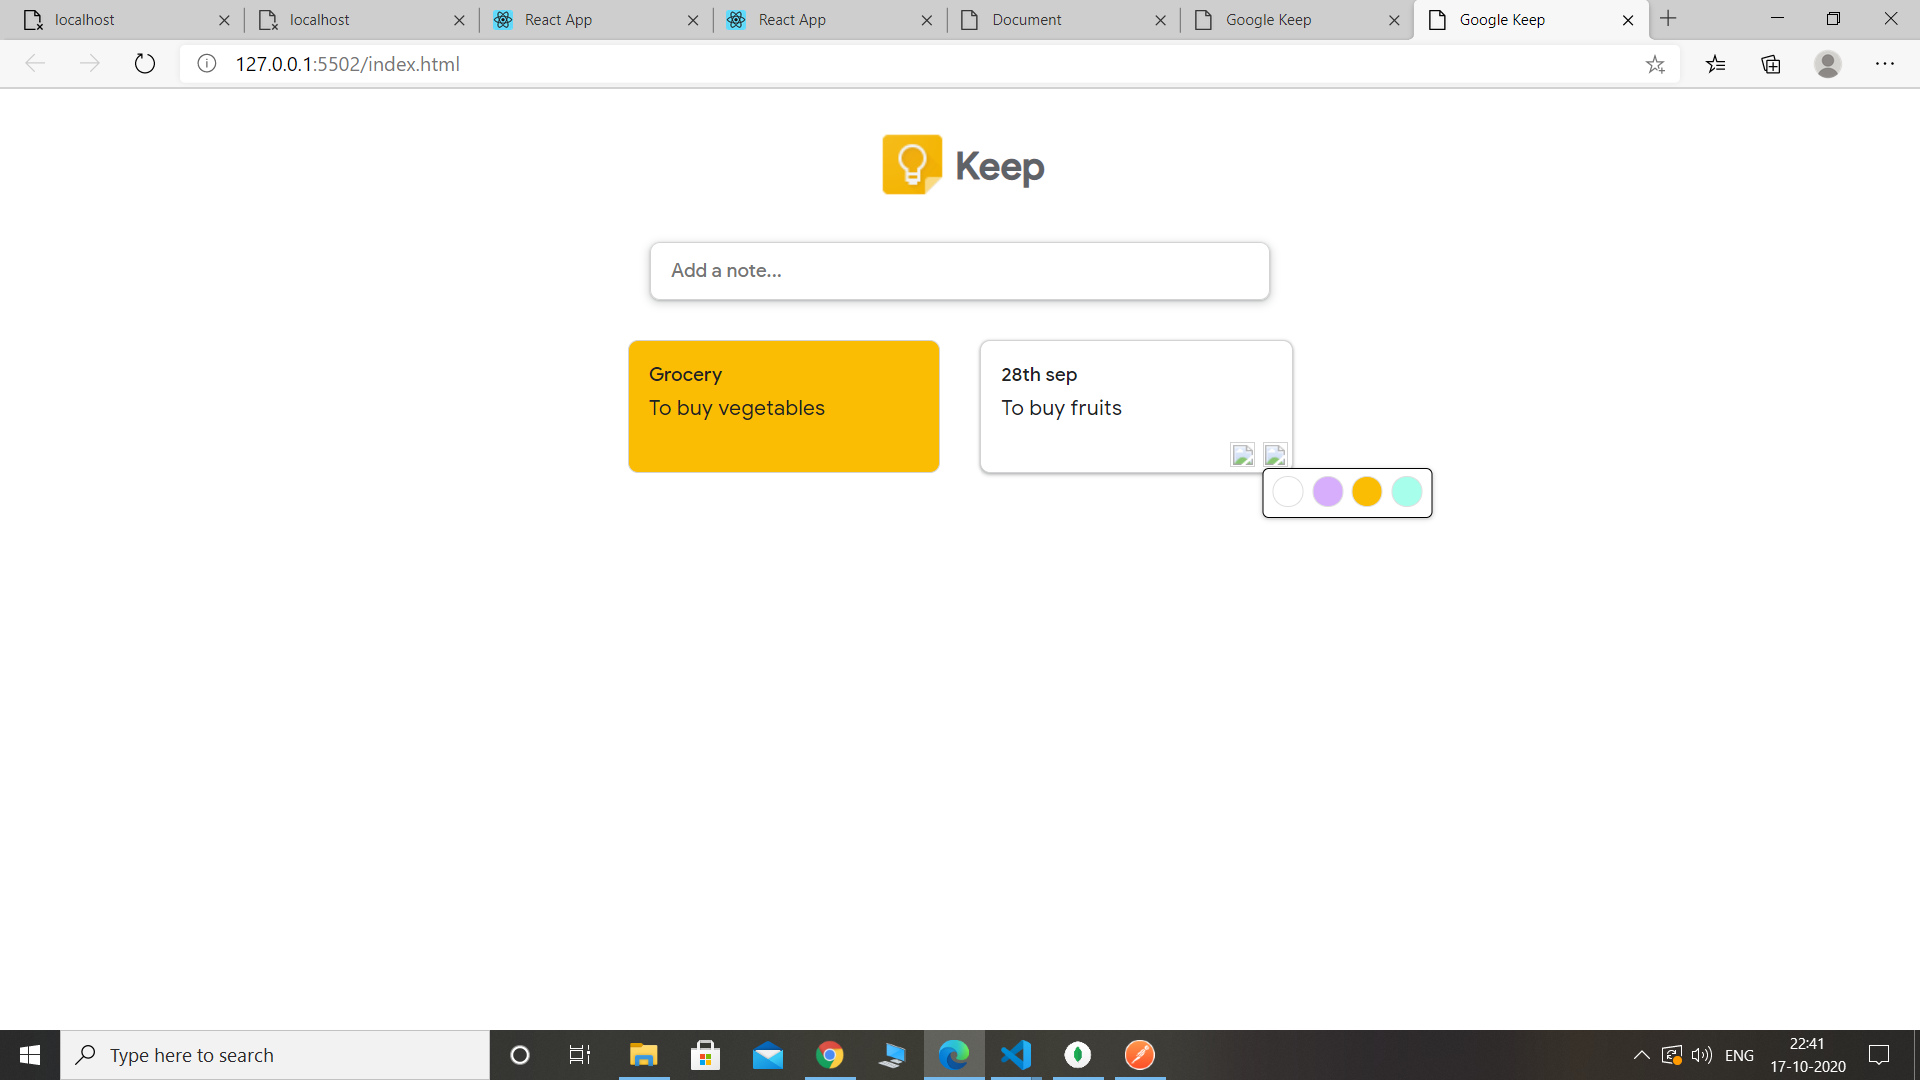 localhost
localhost
React App
React App
Document
Google Keep
Google Keep
127.0.0.1:5502/index.html
Keep
Add a note...
Grocery
To buy vegetables
28th sep
To buy fruits
Type here to search
ENG
22:41
17-10-2020